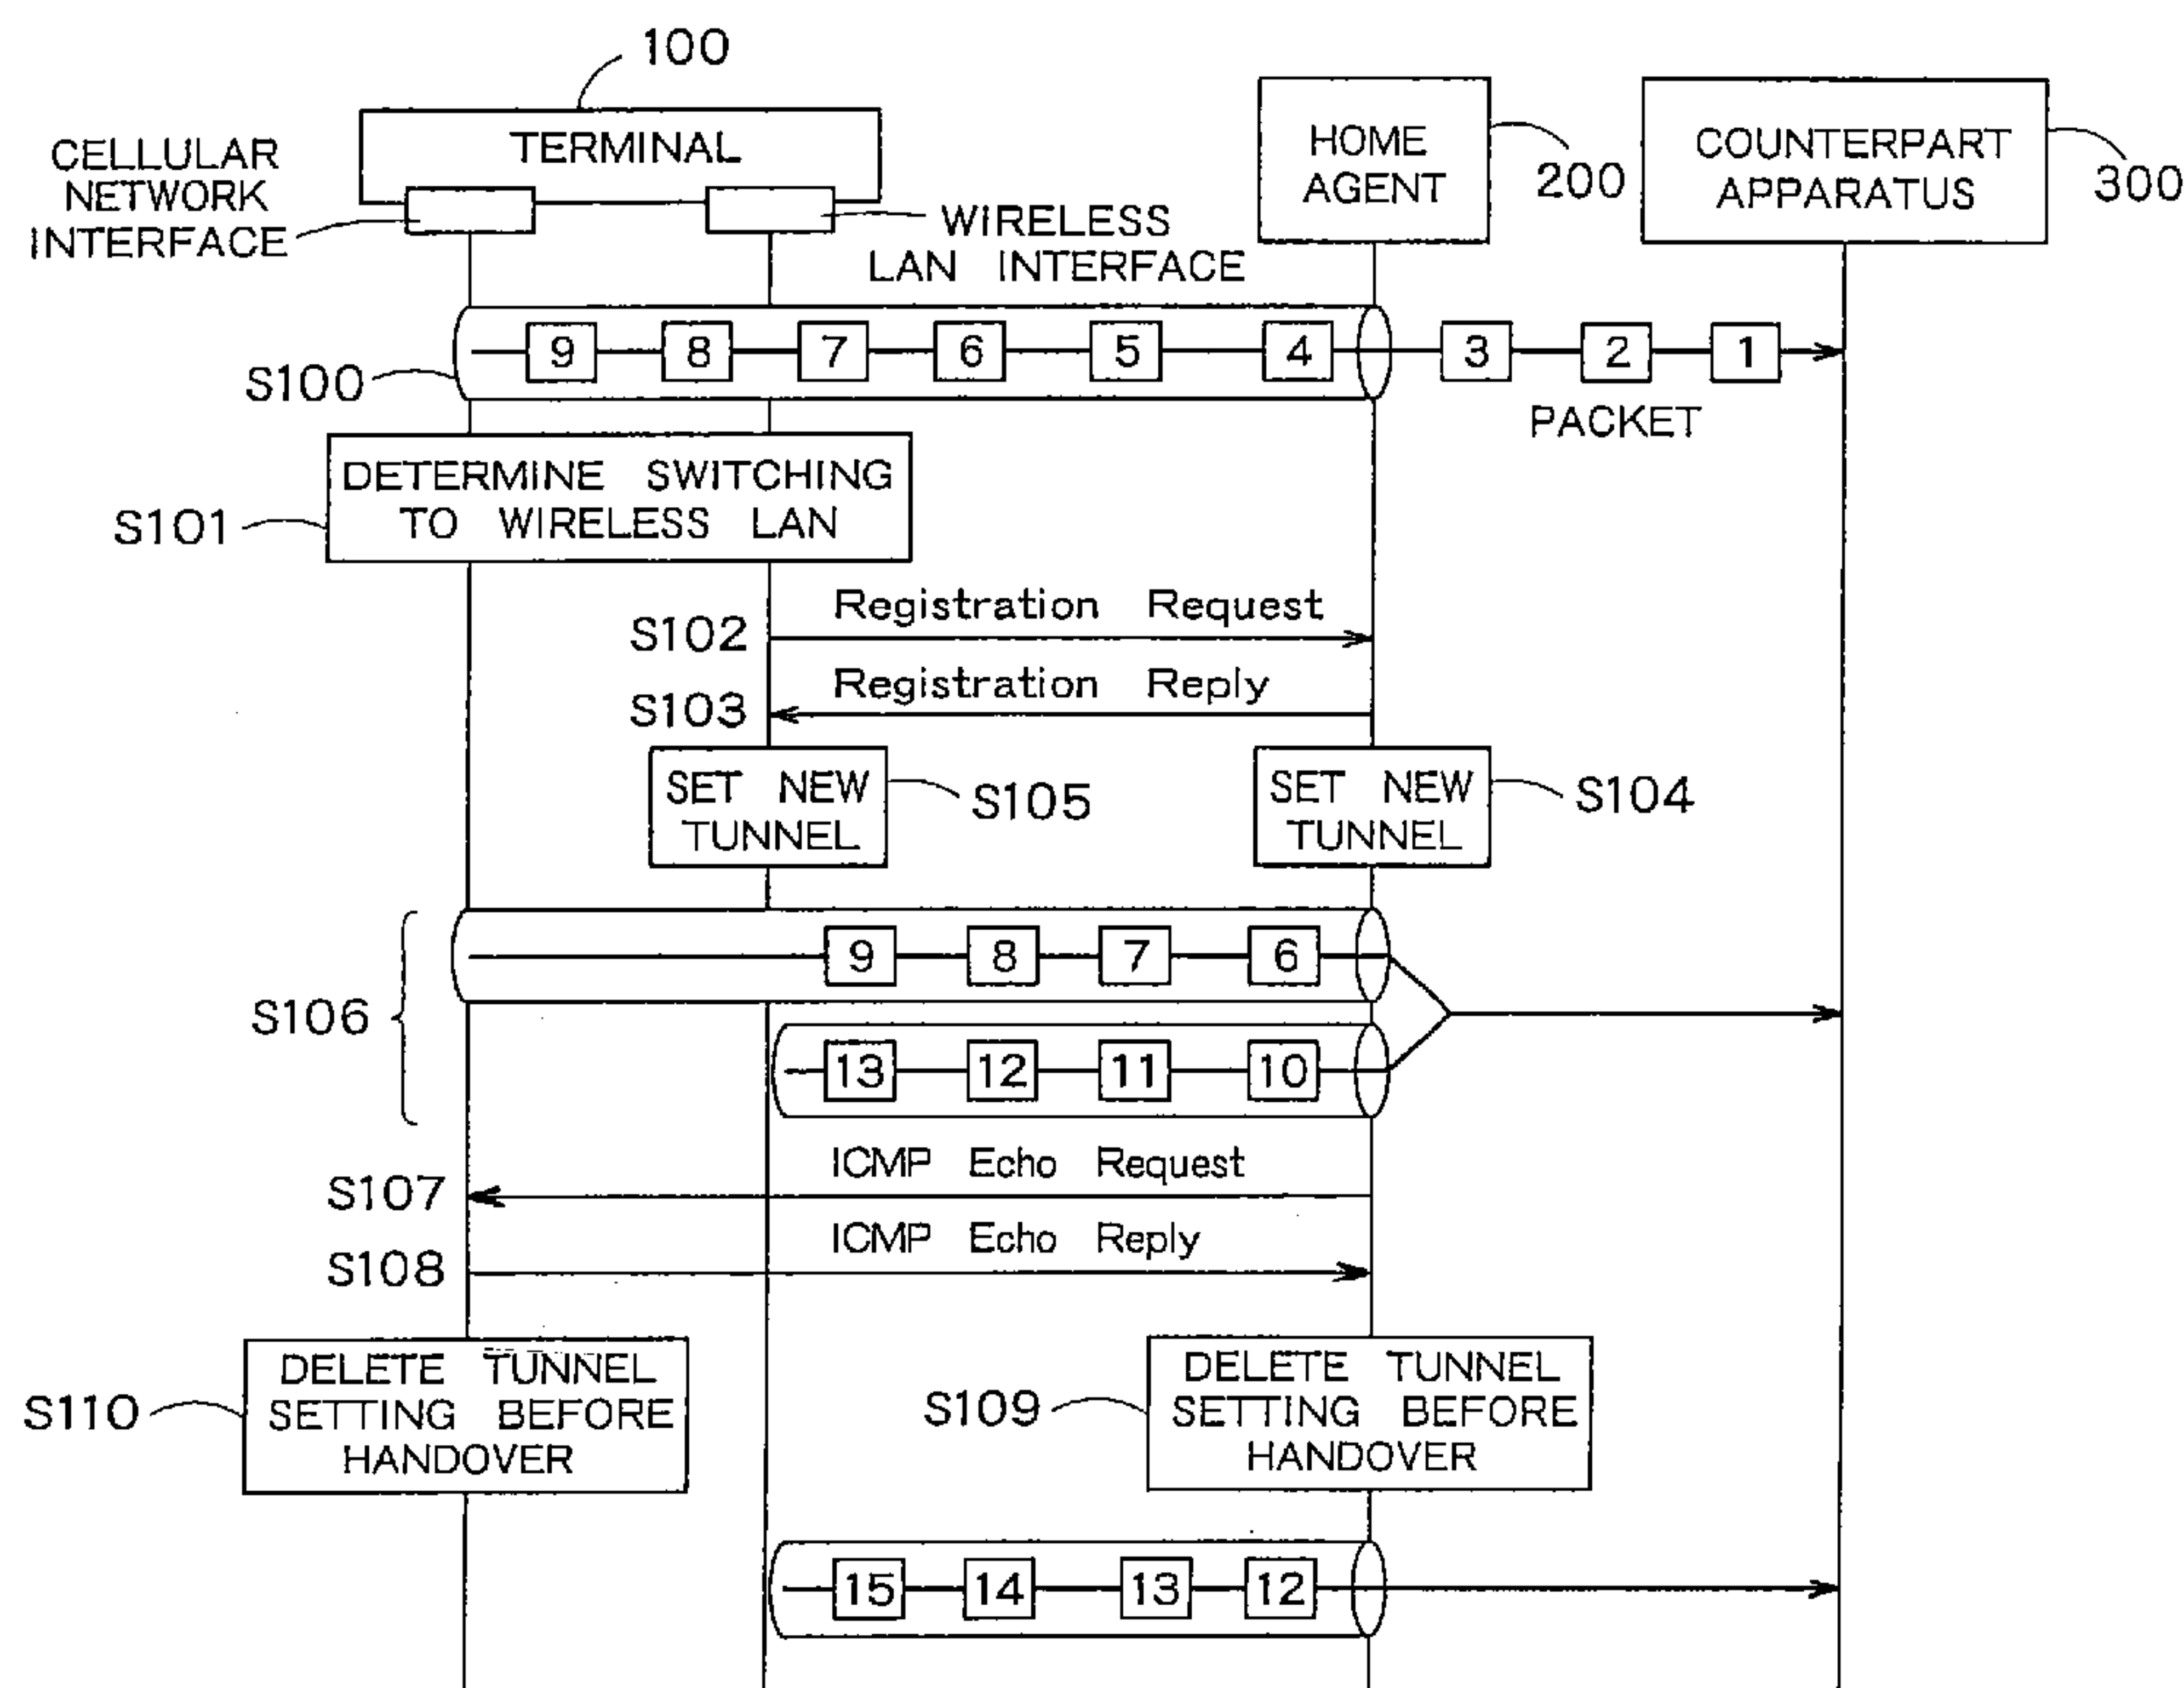 100
TERMINAL
CELLULAR
NETWORK
INTERFACE
WIRELESS
LAN INTERFACE
HOME
AGENT
200
COUNTERPART
APPARATUS
300
S100
9 8 7 6 5 4 3 2 1
PACKET
S101
DETERMINE SWITCHING
TO WIRELESS LAN
S102
Registration Request
S103
Registration Reply
SET NEW
TUNNEL
S105
SET NEW
TUNNEL
S104
S106
9 8 7 6
13 12 11 10
S107
ICMP Echo Request
S108
ICMP Echo Reply
S110
DELETE TUNNEL
SETTING BEFORE
HANDOVER
S109
DELETE TUNNEL
SETTING BEFORE
HANDOVER
15 14 13 12